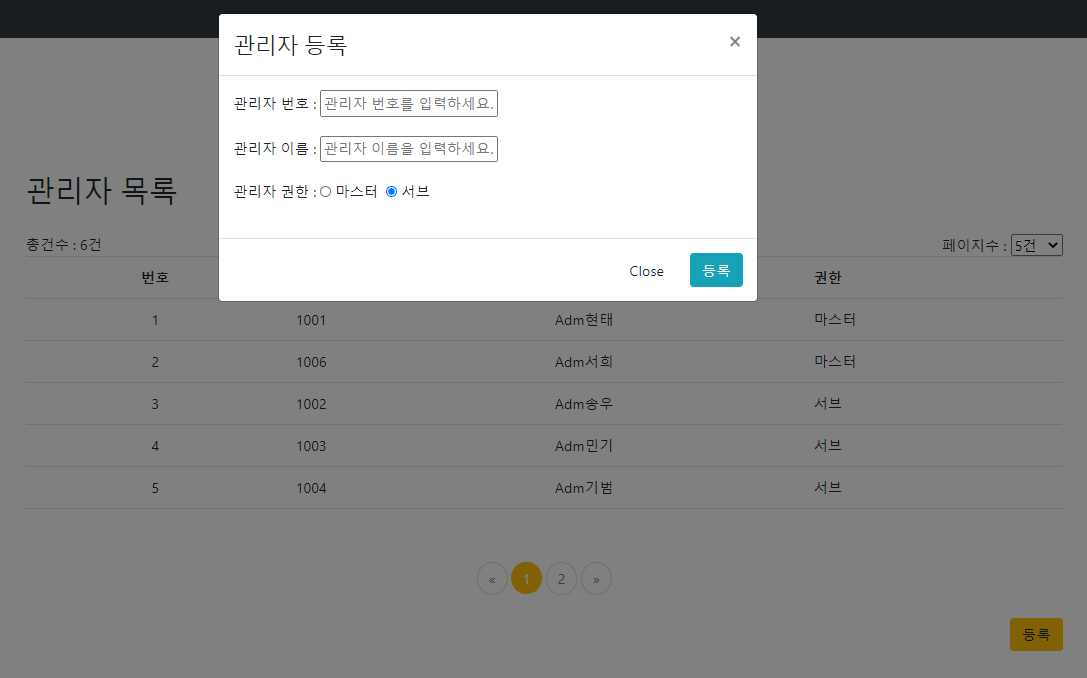 관리자 등록
×
관리자 번호 : 관리자 번호를 입력하세요.
관리자 이름 : 관리자 이름을 입력하세요.
관리자 권한 : 마스터 서브
Close 등록
관리자 목록
총건수 : 6건 페이지수 : 5건
번호 권한
1 1001 Adm현태 마스터
2 1006 Adm서희 마스터
3 1002 Adm송우 서브
4 1003 Adm민기 서브
5 1004 Adm기범 서브
« 1 2 »
등록